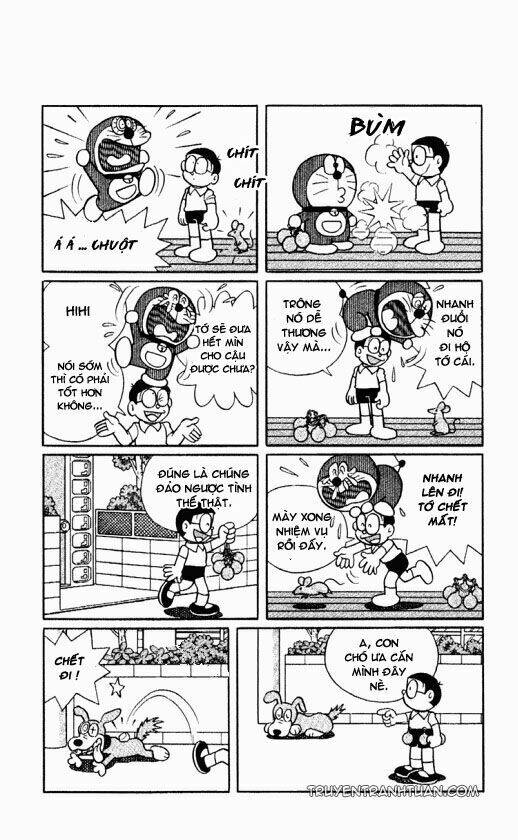 BÙM
CHÍT
CHÍT
Á Á... CHUỘT
NHANH
ĐUỔI
NÓ
ĐI HỘ
TỚ CÁI.
TRÔNG
NÓ DỄ
THƯƠNG
VẬY MÀ...
TỚ SẼ ĐƯA
HẾT MÌN
CHO CẬU
ĐƯỢC CHƯA?
HIHI
NÓI SỚM
THÌ CÓ PHẢI
TỐT HƠN
KHÔNG...
NHANH
LÊN ĐI!
TỚ CHẾT
MẤT!
MÀY XONG
NHIỆM VỤ
RỒI ĐẤY.
ĐÚNG LÀ CHÚNG
ĐẢO NGƯỢC TÌNH
THẾ THẬT.
A, CON
CHÓ ƯA CẮN
MÌNH ĐÂY
NÈ.
CHẾT
ĐI !
TRUYENTRANHTUAN.COM